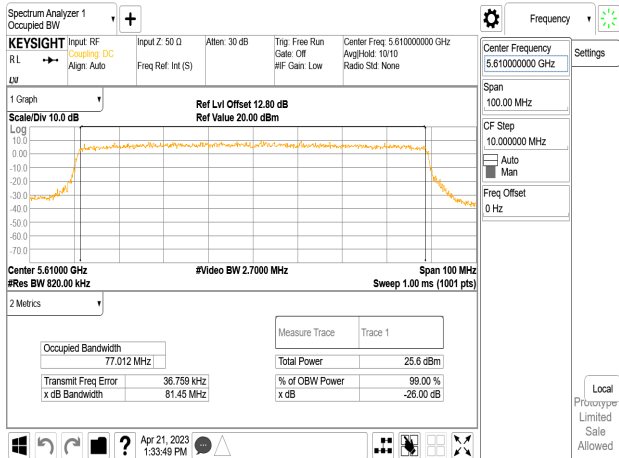 Spectrum Analyzer 1
Occupied BW
Frequency
KEYSIGHT
Input: RF
Coupling: DC
Align: Auto
Input Z: 50 Ω
Freq Ref: Int (S)
Atten: 30 dB
Trig: Free Run
Gate: Off
#IF Gain: Low
Center Freq: 5.610000000 GHz
Avg|Hold: 10/10
Radio Std: None
R L
LXI
Center Frequency
5.610000000 GHz
Settings
Span
100.00 MHz
CF Step
10.000000 MHz
Auto
Man
Freq Offset
0 Hz
1 Graph
Scale/Div 10.0 dB
Ref Lvl Offset 12.80 dB
Ref Value 20.00 dBm
Log
10.0
0.00
-10.0
-20.0
-30.0
-40.0
-50.0
-60.0
-70.0
Center 5.61000 GHz
#Res BW 820.00 kHz
#Video BW 2.7000 MHz
Span 100 MHz
Sweep 1.00 ms (1001 pts)
2 Metrics
Measure Trace
Trace 1
Occupied Bandwidth
77.012 MHz
Total Power
25.6 dBm
Transmit Freq Error
36.759 kHz
% of OBW Power
99.00 %
x dB Bandwidth
81.45 MHz
x dB
-26.00 dB
Local
Prototype
Limited
Sale
Allowed
Apr 21, 2023
1:33:49 PM